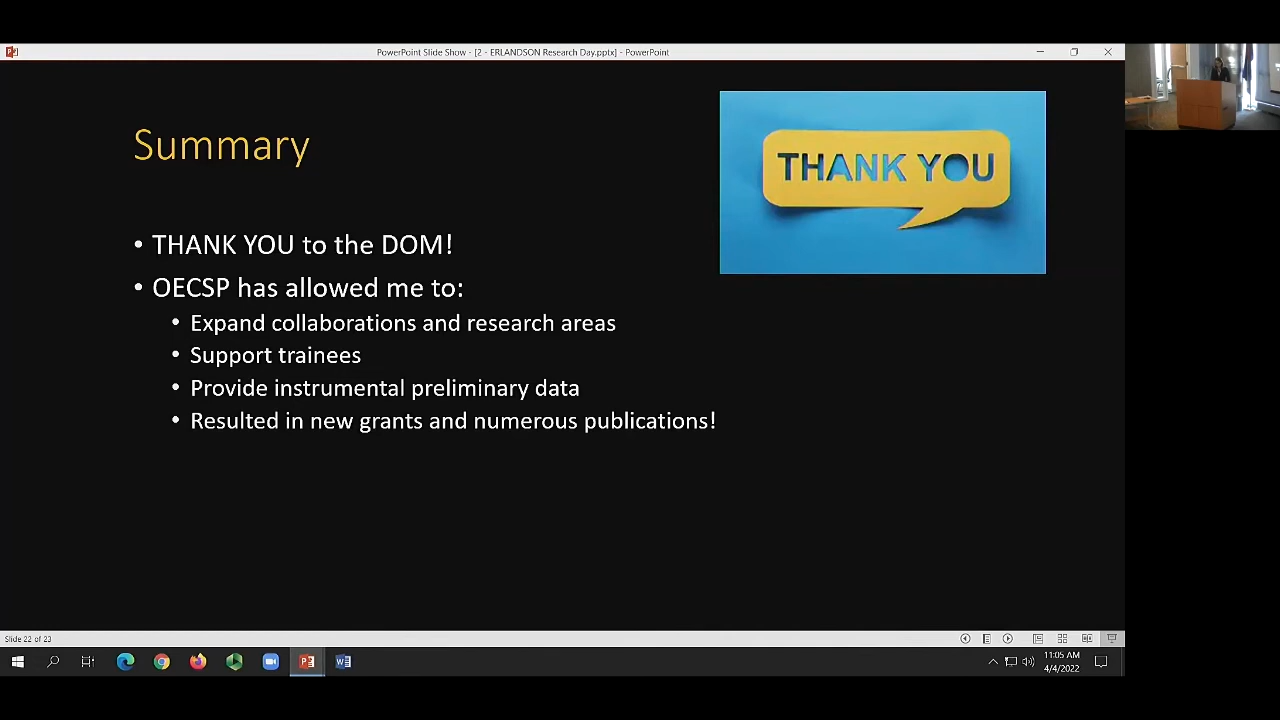 PowerPoint Slide Show - [2 - ERLANDSON Research Day.pptx] - PowerPoint
Summary
THANK YOU
• THANK YOU to the DOM!
• OECSP has allowed me to:
• Expand collaborations and research areas
• Support trainees
• Provide instrumental preliminary data
• Resulted in new grants and numerous publications!
Slide 22 of 23
11:05 AM
4/4/2022